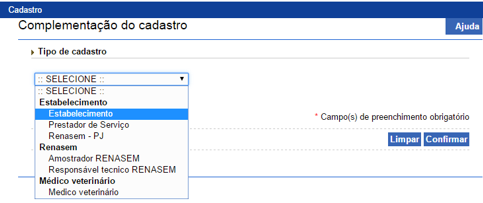 Cadastro
Complementação do cadastro
Ajuda
Tipo de cadastro
:: SELECIONE ::
:: SELECIONE ::
Estabelecimento
Estabelecimento
Prestador de Serviço
Renasem - PJ
Renasem
Amostrador RENASEM
Responsável tecnico RENASEM
Médico veterinário
Medico veterinário
* Campo(s) de preenchimento obrigatório
Limpar Confirmar